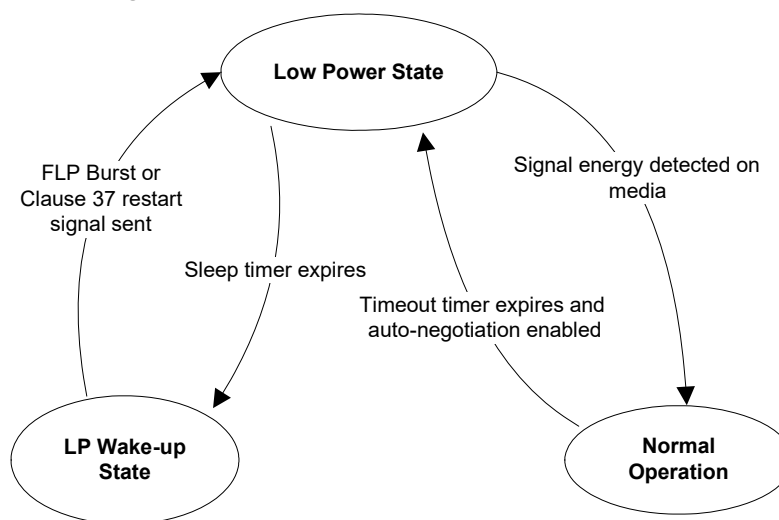 Low Power State
FLP Burst or
Clause 37 restart
signal sent
Signal energy detected on
media
Sleep timer expires
Timeout timer expires and
auto-negotiation enabled
LP Wake-up
State
Normal
Operation